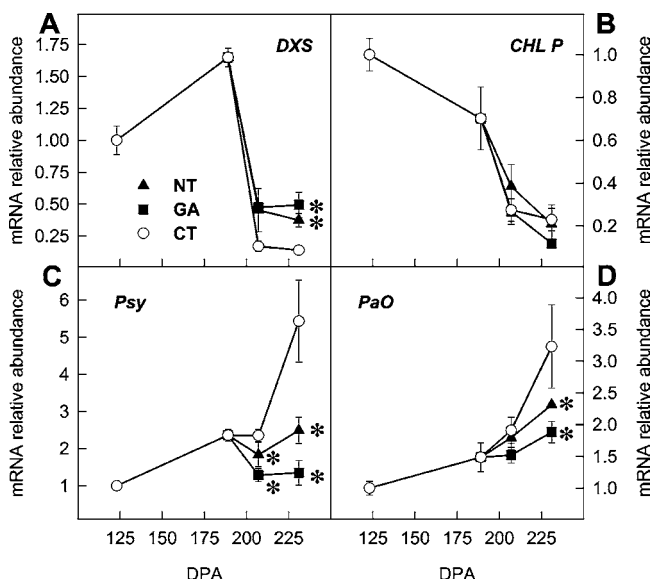 A DXS
B CHL P
mRNA relative abundance
1.75
1.50
1.25
1.00
0.75
0.50
0.25
NT
GA
CT
*
*
1.0
0.8
0.6
0.4
0.2
mRNA relative abundance
C Psy
D PaO
mRNA relative abundance
6
5
4
3
2
1
*
*
*
*
4.0
3.5
3.0
2.5
2.0
1.5
1.0
*
*
mRNA relative abundance
125 150 175 200 225
125 150 175 200 225
DPA
DPA